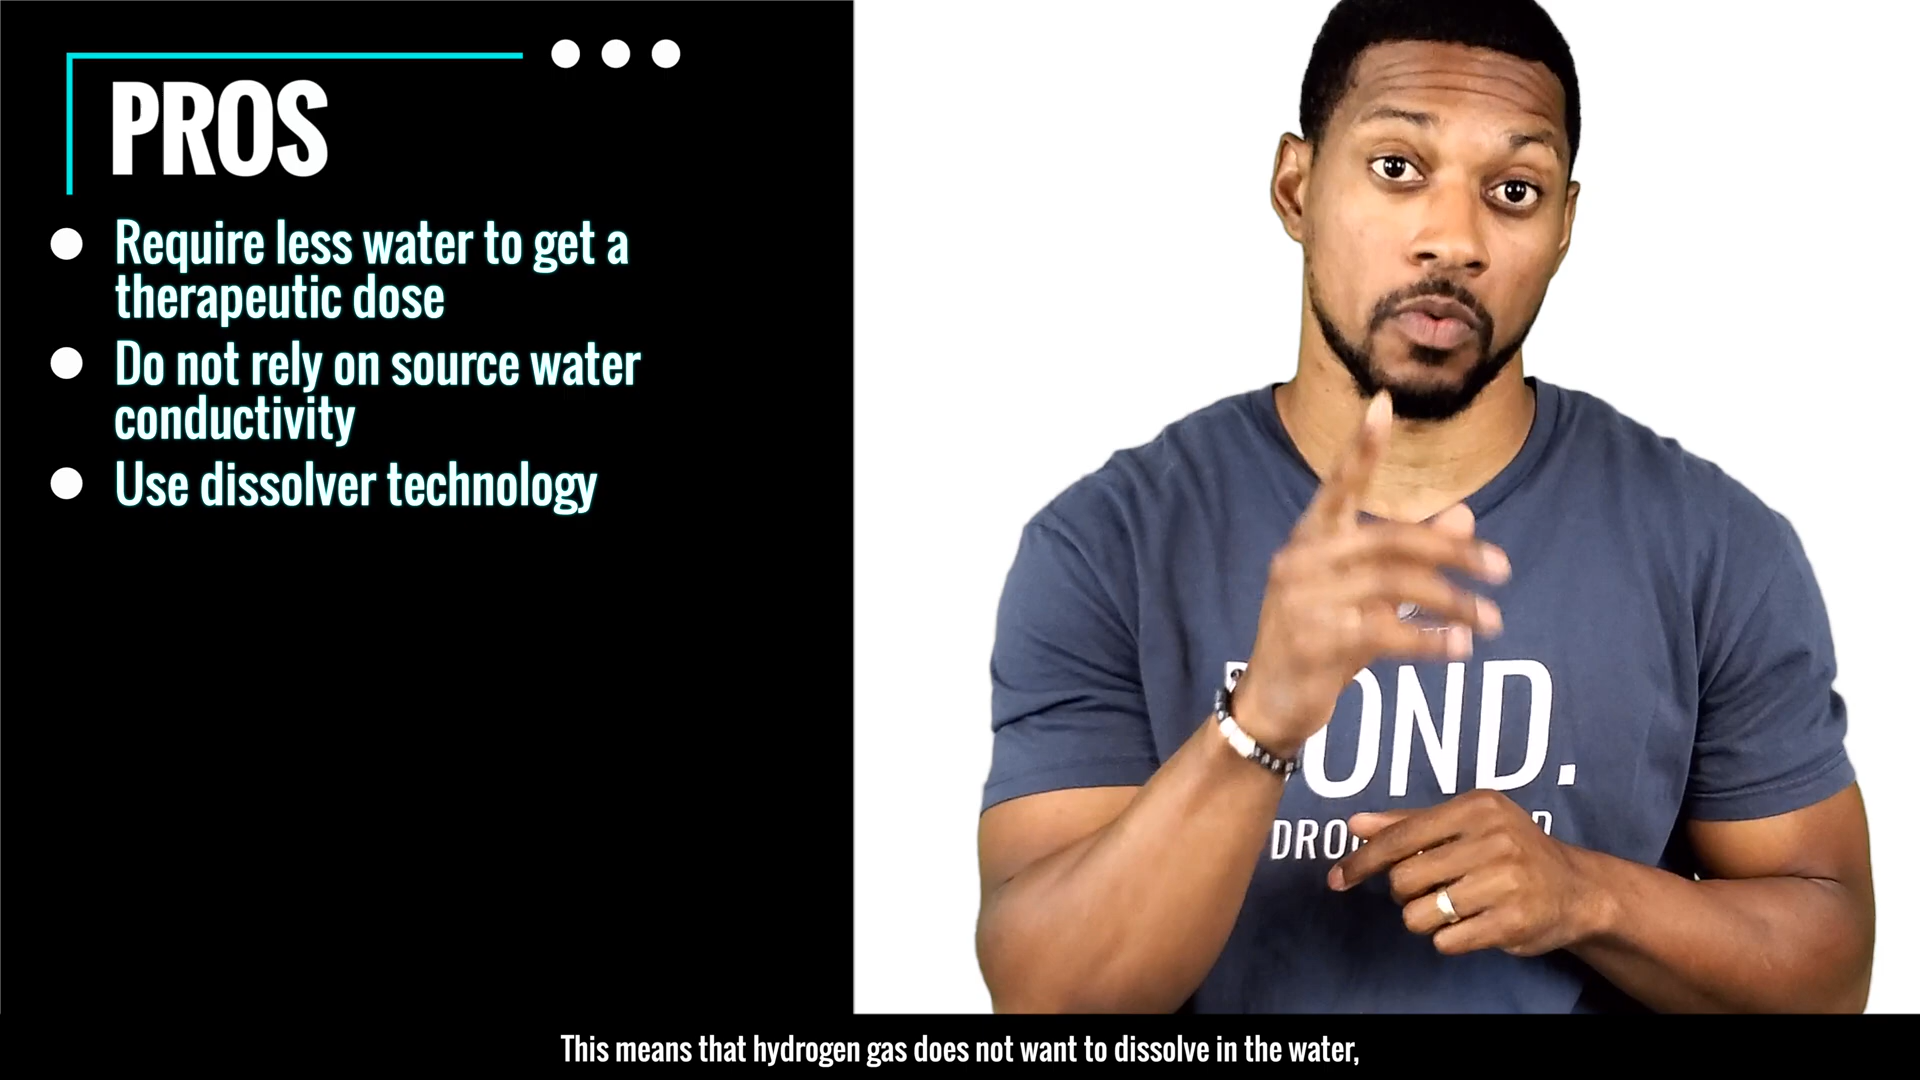 PROS
Require less water to get a
therapeutic dose
Do not rely on source water
conductivity
Use dissolver technology
OND.
DRO
This means that hydrogen gas does not want to dissolve in the water,